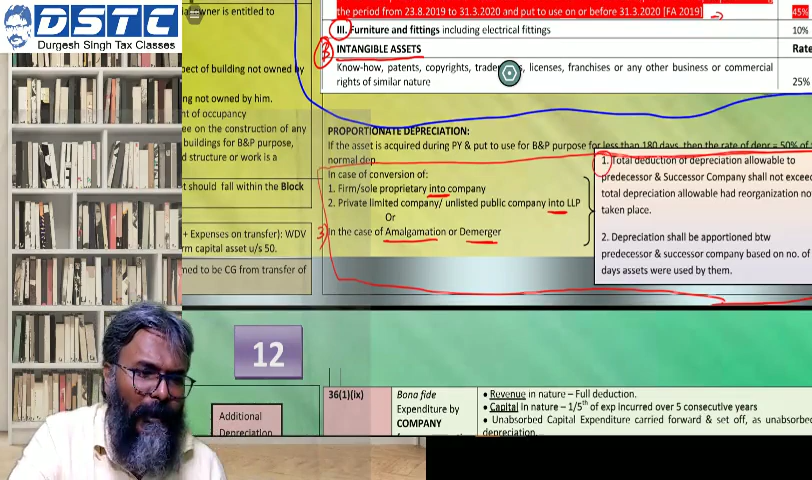 DSTC
Durgesh Singh Tax Classes
owner is entitled to
pect of building not owned by
ng not owned by him.
nt of occupancy
ee on the construction of any
buildings for B&P purpose,
d structure or work is a
t should fall within the Block
+ Expenses on transfer): WDV
rm capital asset u/s 50.
med to be CG from transfer of
the period from 23.8.2019 to 31.3.2020 and put to use on or before 31.3.2020 [FA 2019]
45%
III. Furniture and fittings including electrical fittings
10%
B
INTANGIBLE ASSETS
Rate
Know-how, patents, copyrights, licenses, franchises or any other business or commercial
rights of similar nature
25%
PROPORTIONATE DEPRECIATION:
If the asset is acquired during PY & put to use for B&P purpose for less than 180 days, then the rate of depr = 50% of
normal dep
In case of conversion of:
1. Firm/sole proprietary into company
2. Private limited company/ unlisted public company into LLP
Or
3)
In the case of Amalgamation or Demerger
1. Total deduction of depreciation allowable to
predecessor & Successor Company shall not exceed
total depreciation allowable had reorganization no
taken place.
2. Depreciation shall be apportioned btw
predecessor & successor company based on no. of
days assets were used by them.
12
Additional
Depreciation
36(1)(ix)
Bona fide
Expenditure by
COMPANY
• Revenue in nature – Full deduction.
• Capital in nature – 1/5th of exp incurred over 5 consecutive years
• Unabsorbed Capital Expenditure carried forward & set off, as unabsorbed
depreciation.